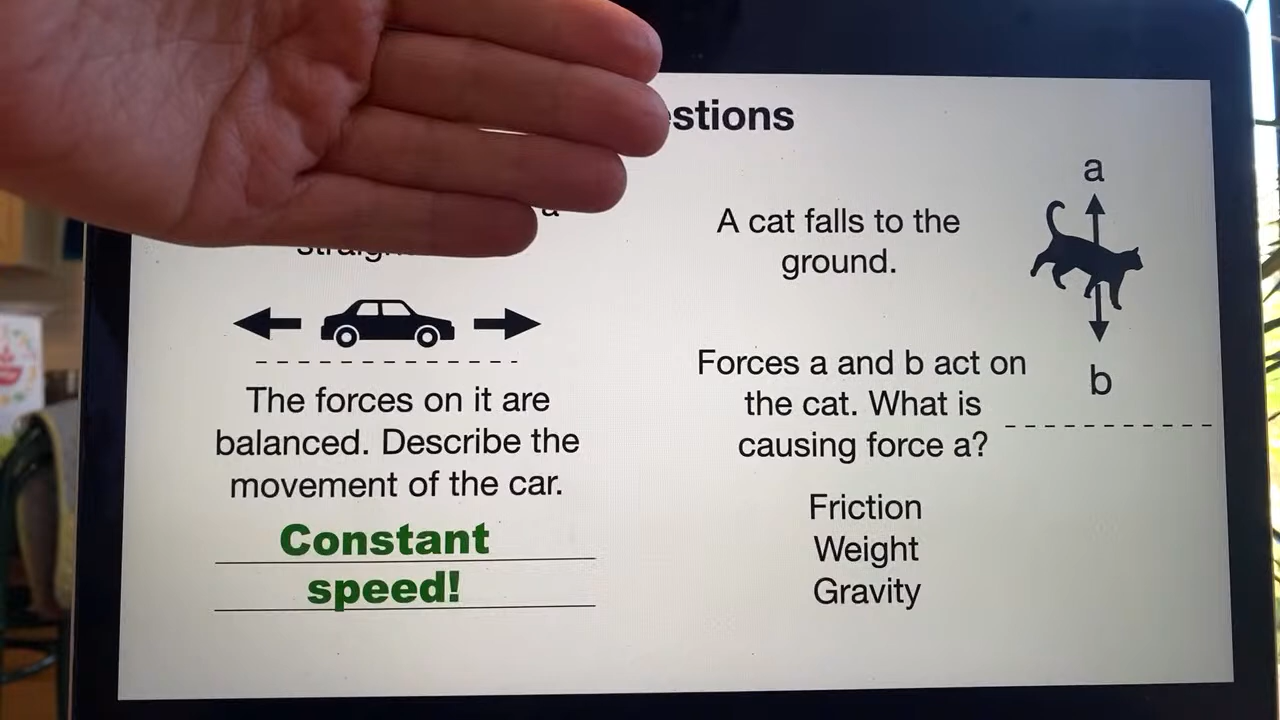 stions
a
A cat falls to the
ground.
a
b
The forces on it are
balanced. Describe the
movement of the car.
Constant
speed!
Forces a and b act on
the cat. What is
causing force a?
Friction
Weight
Gravity